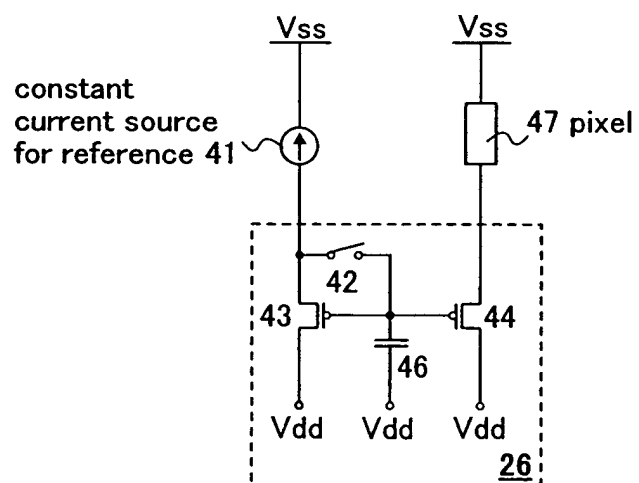 Vss
Vss
constant
current source
for reference 41
47 pixel
42
43
44
46
Vdd
Vdd
Vdd
26